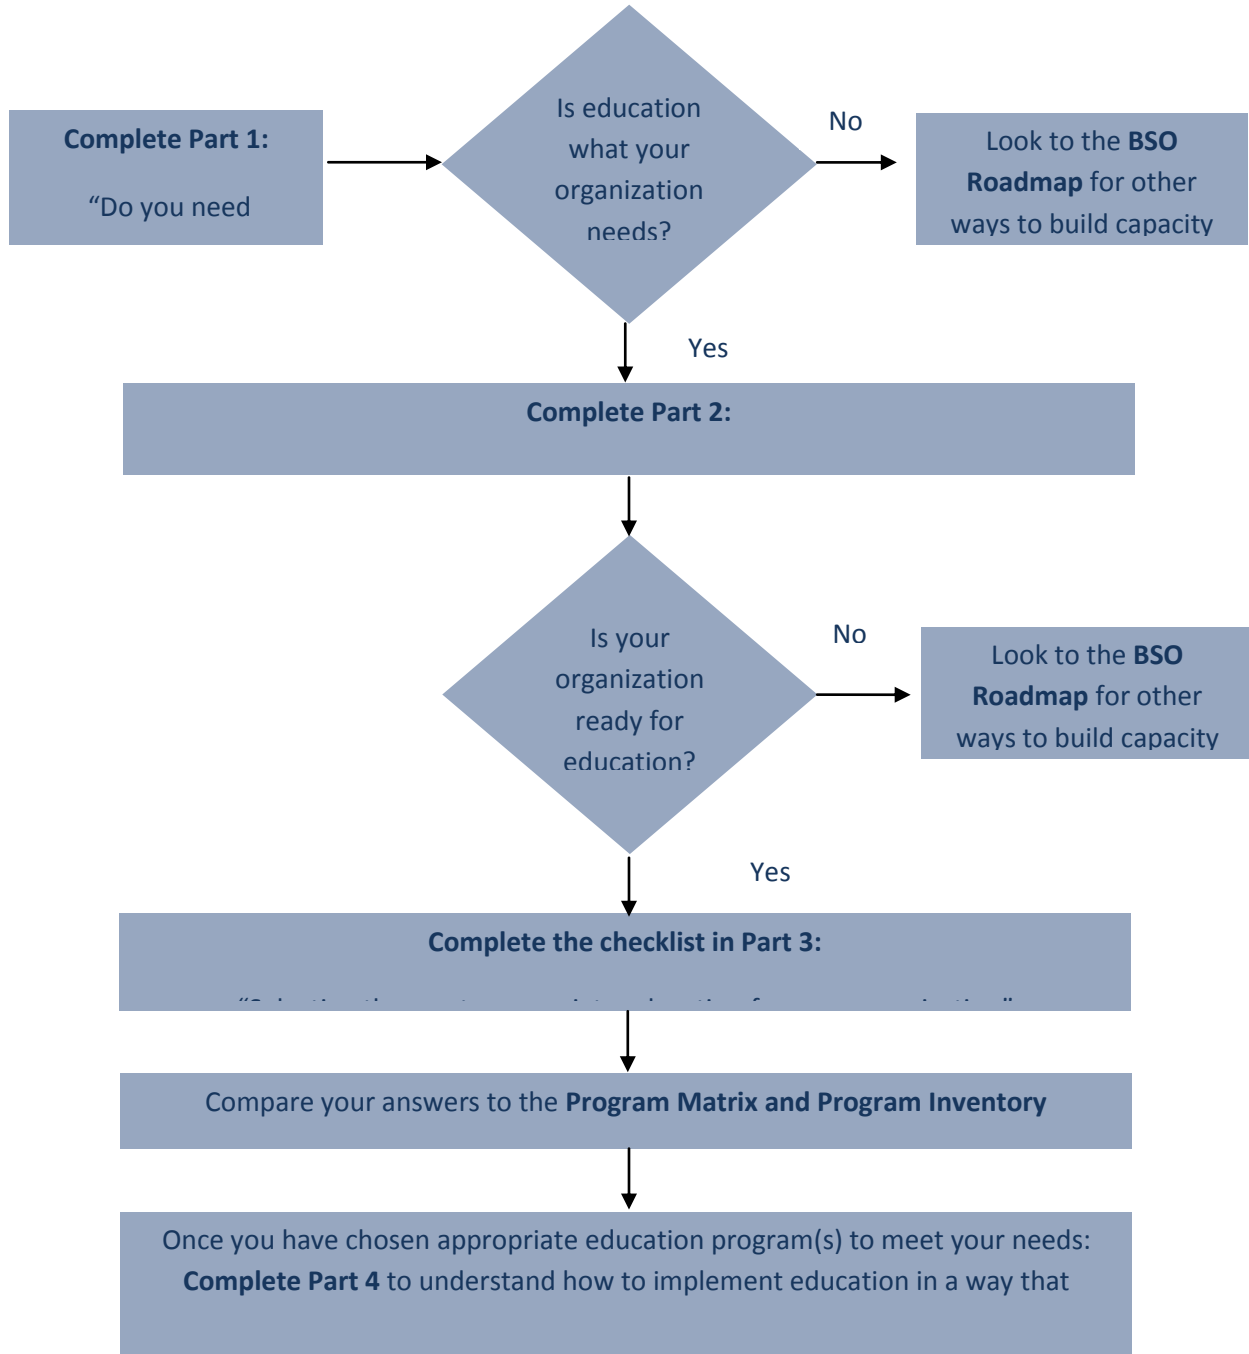 Complete Part 1:
“Do you need
Is education
what your
organization
needs?
No
Look to the BSO
Roadmap for other
ways to build capacity
Yes
Complete Part 2:
Is your
organization
ready for
education?
No
Look to the BSO
Roadmap for other
ways to build capacity
Yes
Complete the checklist in Part 3:
Compare your answers to the Program Matrix and Program Inventory
Once you have chosen appropriate education program(s) to meet your needs:
Complete Part 4 to understand how to implement education in a way that